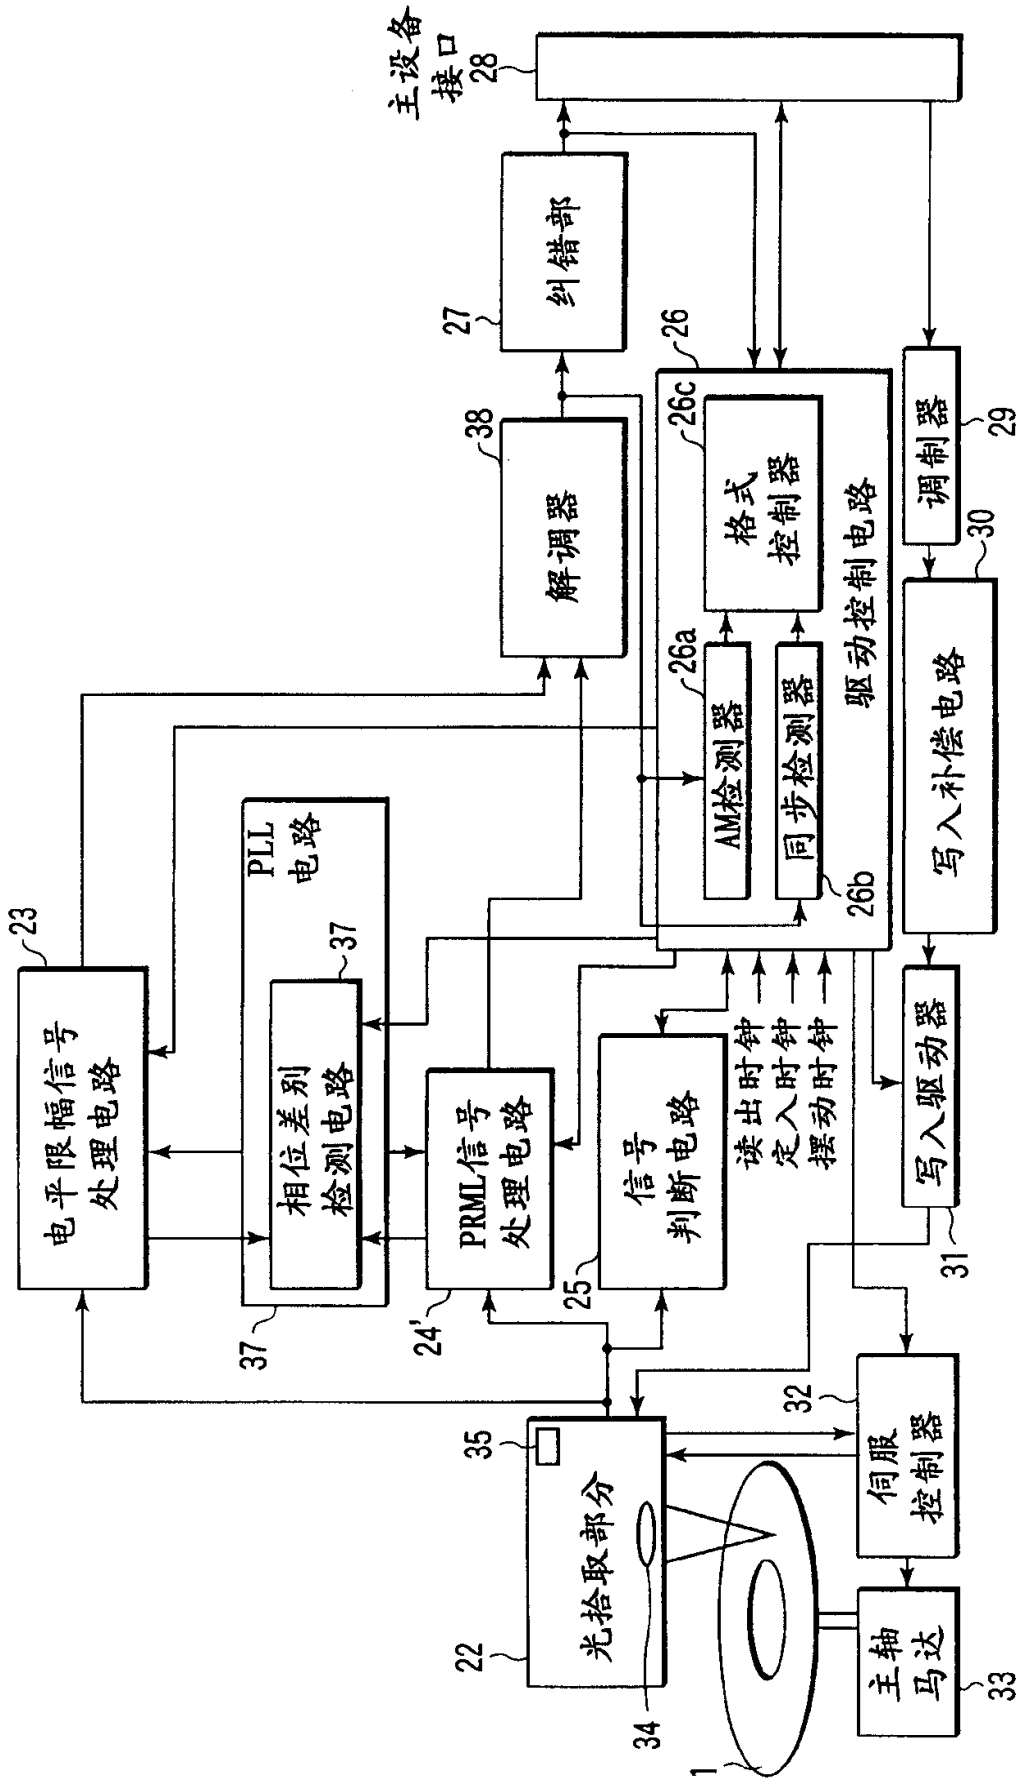 23
电平限幅信号
处理电路
PLL
电路
37
相位差别
检测电路
37
24'
PRML信号
处理电路
25
信号
判断电路
38
解调器
27
纠错部
主设备
接口
28
22
35
光拾取部分
34
1
26
26c
格式
控制器
26a
AM检测器
同步检测器
26b
驱动控制电路
读出时钟
定入时钟
摆动时钟
调制器
29
30
写入补偿电路
写入驱动器
31
32
伺服
控制器
主轴
马达
33